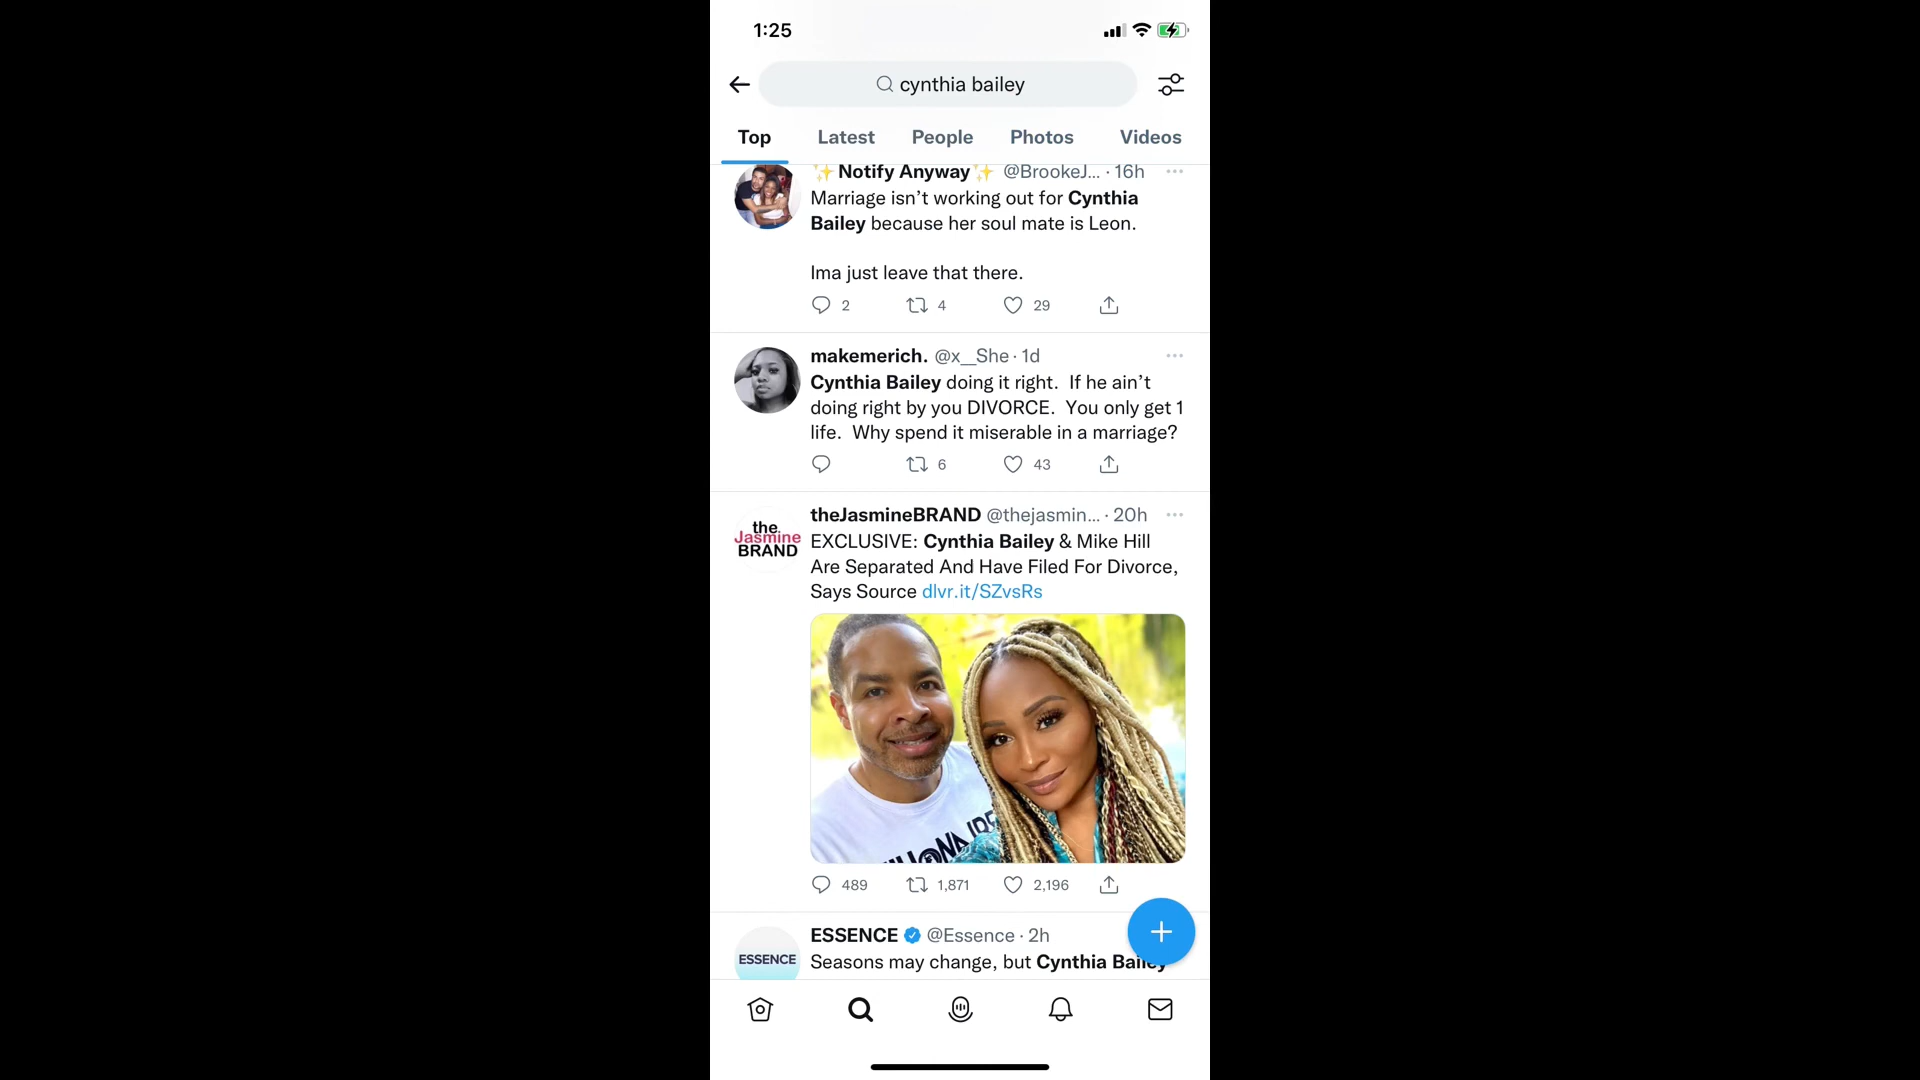 1:25
cynthia bailey
Top Latest People Photos Videos
✨Notify Anyway✨ @BrookeJ... · 16h
Marriage isn’t working out for Cynthia
Bailey because her soul mate is Leon.
Ima just leave that there.
2 4 29
makemerich. @x__She · 1d
Cynthia Bailey doing it right. If he ain’t
doing right by you DIVORCE. You only get 1
life. Why spend it miserable in a marriage?
6 43
the
Jasmine
BRAND
theJasmineBRAND @thejasmin... · 20h
EXCLUSIVE: Cynthia Bailey & Mike Hill
Are Separated And Have Filed For Divorce,
Says Source dlvr.it/SZvsRs
489 1,871 2,196
ESSENCE
ESSENCE @Essence · 2h
Seasons may change, but Cynthia Bailey